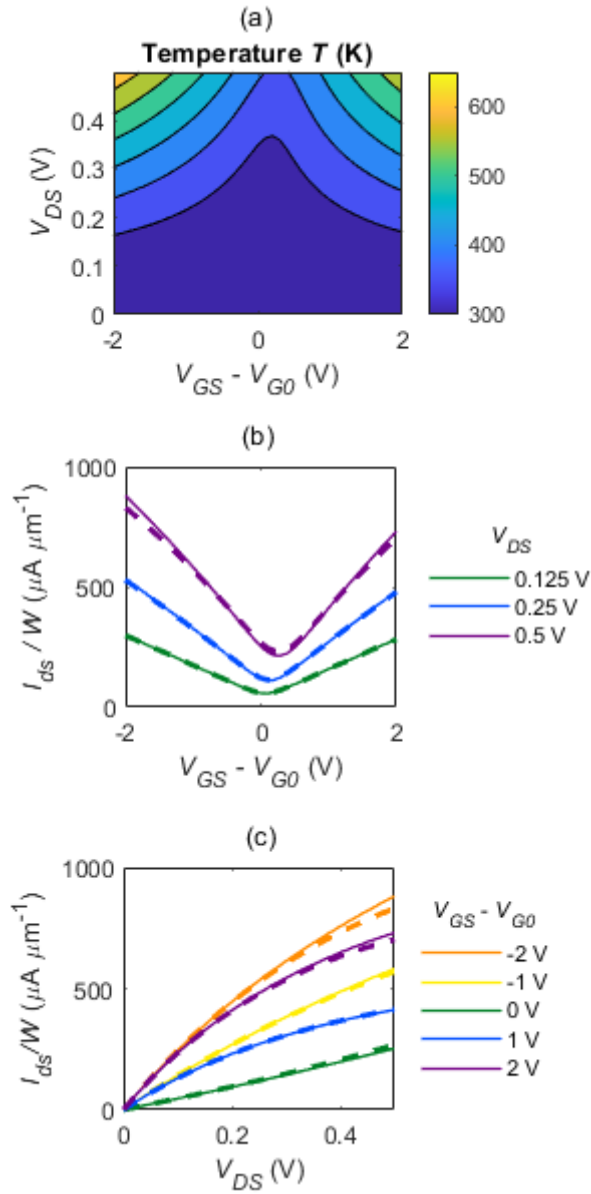 (a)
Temperature T (K)
V_DS (V)
0.4
0.3
0.2
0.1
0
-2
0
2
V_GS - V_G0 (V)
600
500
400
300
(b)
I_ds / W (μA μm⁻¹)
1000
500
0
-2
0
2
V_GS - V_G0 (V)
V_DS
0.125 V
0.25 V
0.5 V
(c)
I_ds/W (μA μm⁻¹)
1000
500
0
0
0.2
0.4
V_DS (V)
V_GS - V_G0
-2 V
-1 V
0 V
1 V
2 V